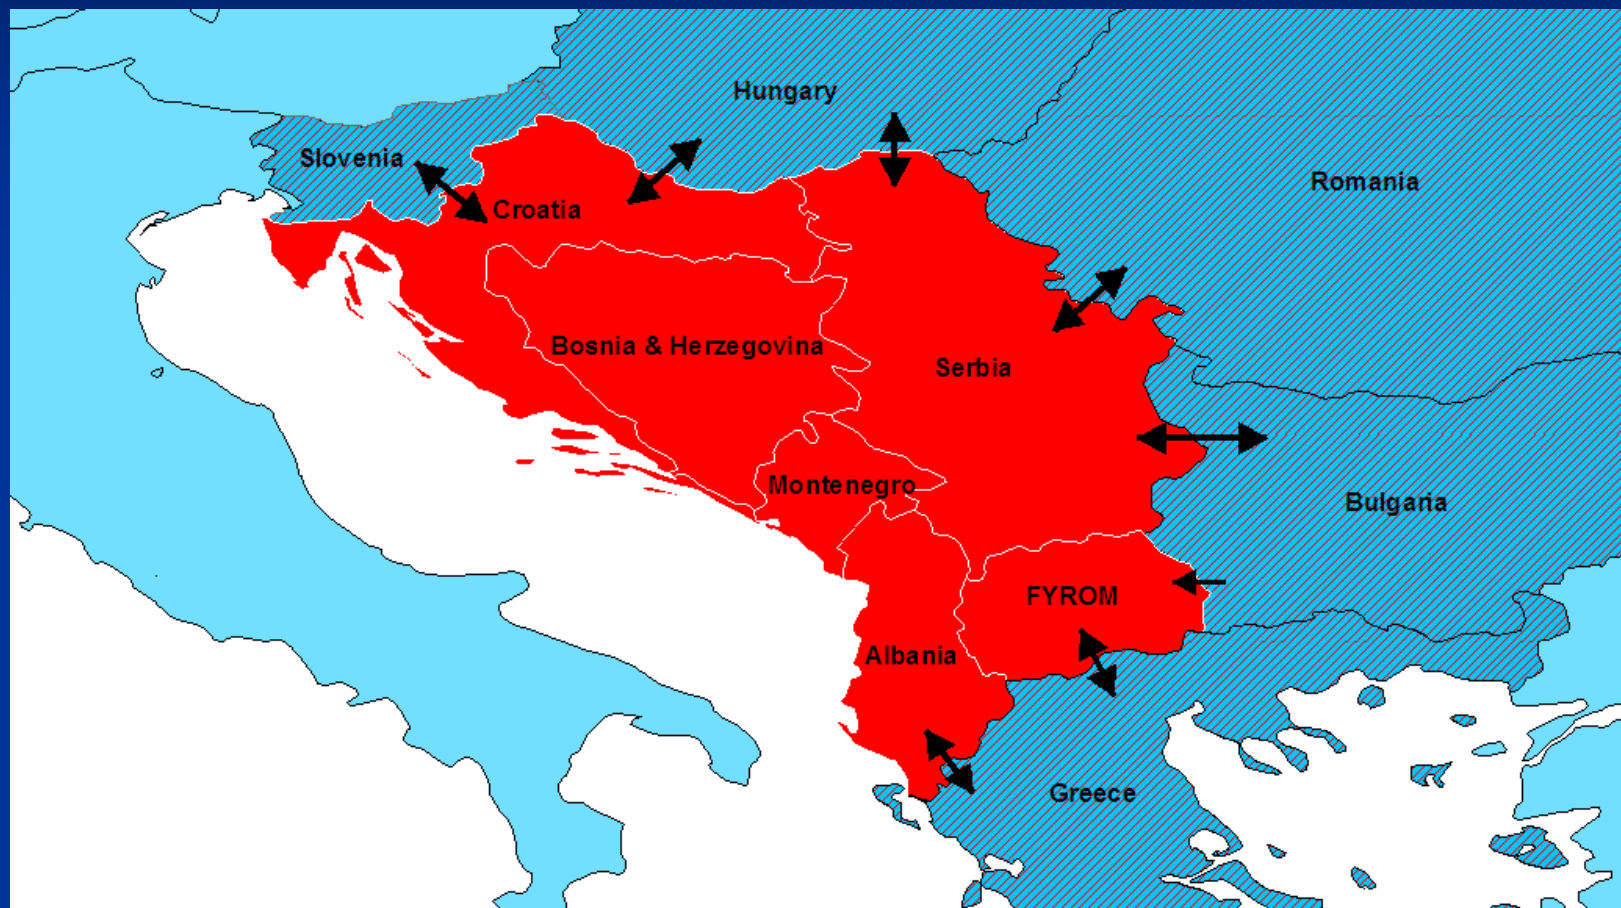 Hungary
Slovenia
Romania
Croatia
Bosnia & Herzegovina
Serbia
Montenegro
Bulgaria
FYROM
Albania
Greece